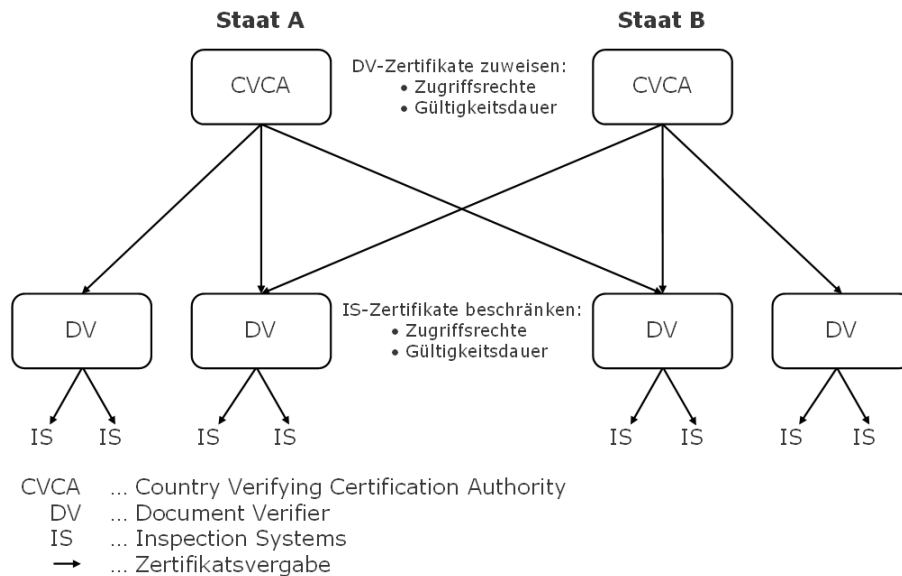 Staat A
Staat B
CVCA
DV-Zertifikate zuweisen:
• Zugriffsrechte
• Gültigkeitsdauer
CVCA
DV
DV
IS-Zertifikate beschränken:
• Zugriffsrechte
• Gültigkeitsdauer
DV
DV
IS
IS
IS
IS
IS
IS
IS
IS
CVCA ... Country Verifying Certification Authority
DV ... Document Verifier
IS ... Inspection Systems
→ ... Zertifikatsvergabe